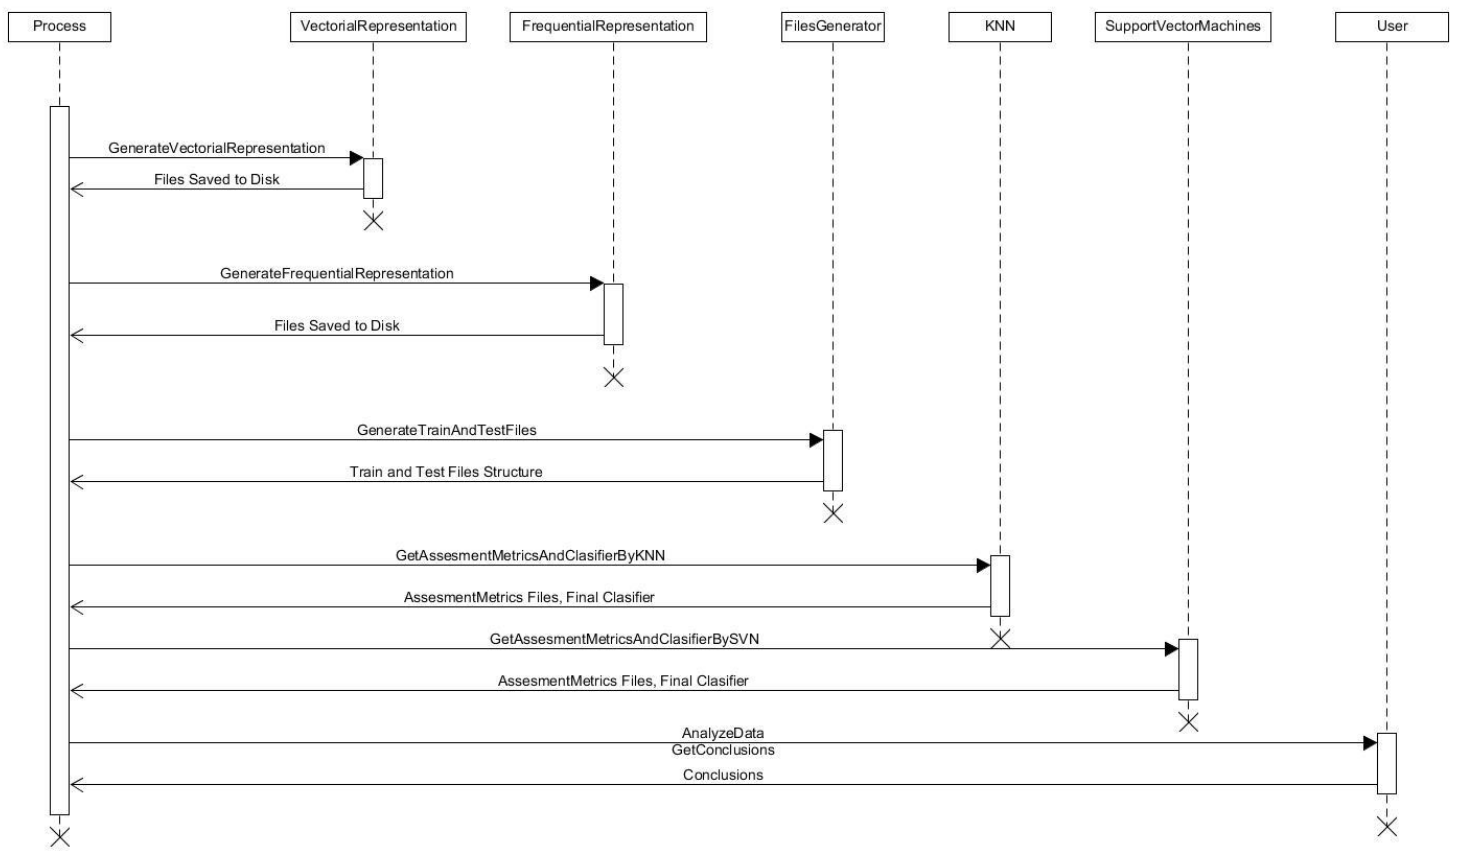 Process
VectorialRepresentation
FrequentialRepresentation
FilesGenerator
KNN
SupportVectorMachines
User
GenerateVectorialRepresentation
Files Saved to Disk
GenerateFrequentialRepresentation
Files Saved to Disk
GenerateTrainAndTestFiles
Train and Test Files Structure
GetAssesmentMetricsAndClasifierByKNN
AssesmentMetrics Files, Final Clasifier
GetAssesmentMetricsAndClasifierBySVN
AssesmentMetrics Files, Final Clasifier
AnalyzeData
GetConclusions
Conclusions